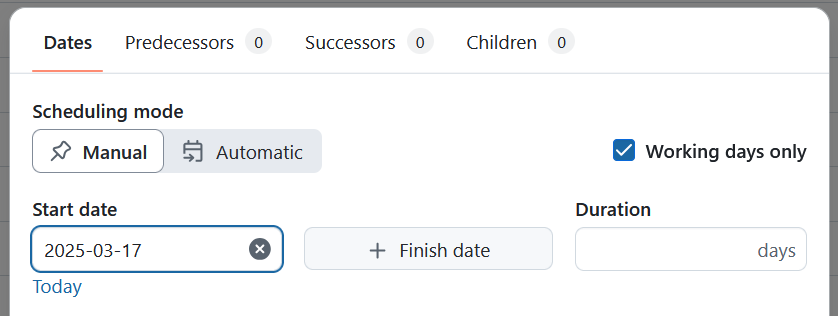 Dates Predecessors 0 Successors 0 Children 0
Scheduling mode
Manual Automatic Working days only
Start date Duration
2025-03-17 Finish date days
Today